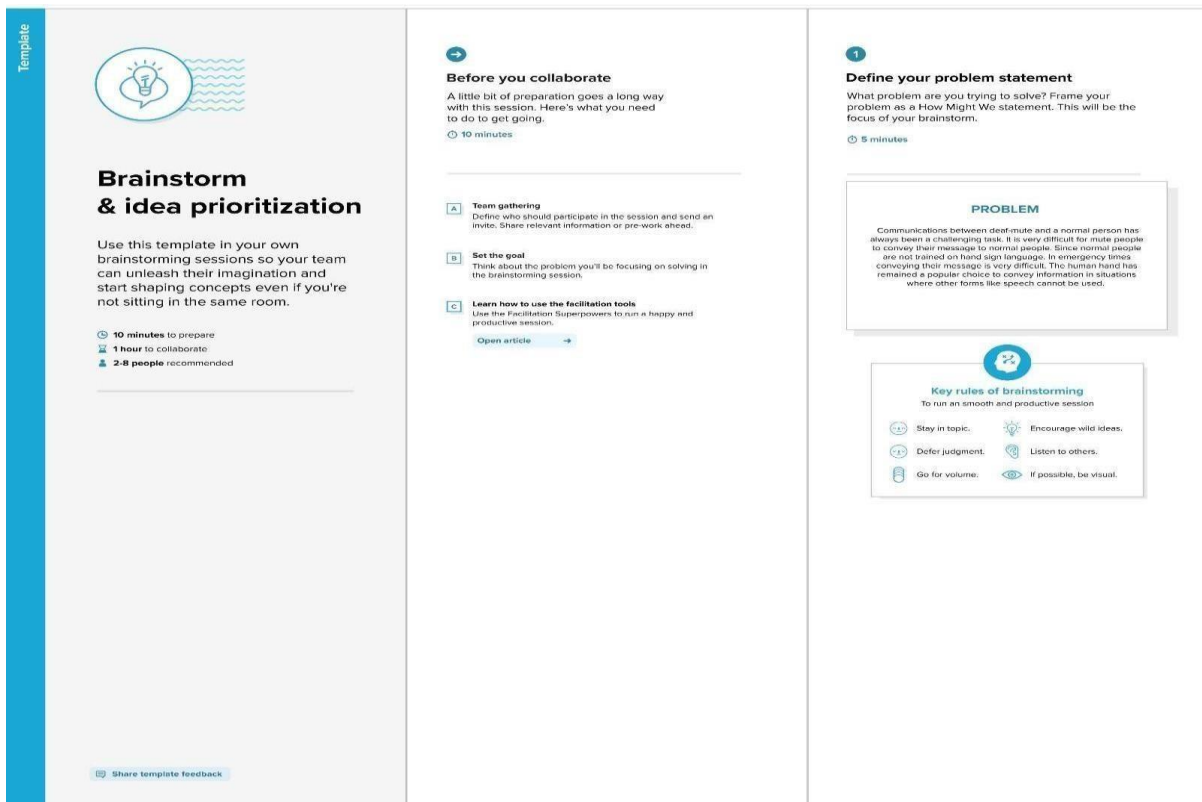 Template
Brainstorm
& idea prioritization
Use this template in your own
brainstorming sessions so your team
can unleash their imagination and
start shaping concepts even if you're
not sitting in the same room.
10 minutes to prepare
1 hour to collaborate
2-8 people recommended
Share template feedback
Before you collaborate
A little bit of preparation goes a long way
with this session. Here's what you need
to do to get going.
10 minutes
A
Team gathering
Define who should participate in the session and send an
invite. Share relevant information or pre-work ahead.
B
Set the goal
Think about the problem you'll be focusing on solving in
the brainstorming session.
C
Learn how to use the facilitation tools
Use the Facilitation Superpowers to run a happy and
productive session.
Open article
1
Define your problem statement
What problem are you trying to solve? Frame your
problem as a How Might We statement. This will be the
focus of your brainstorm.
5 minutes
PROBLEM
Communications between deaf-mute and a normal person has
always been a challenging task. It is very difficult for mute people
to convey their message to normal people. Since normal people
are not trained on hand sign language. In emergency times
conveying their message is very difficult. The human hand has
remained a popular choice to convey information in situations
where other forms like speech cannot be used.
Key rules of brainstorming
To run an smooth and productive session
Stay in topic.
Encourage wild ideas.
Defer judgment.
Listen to others.
Go for volume.
If possible, be visual.